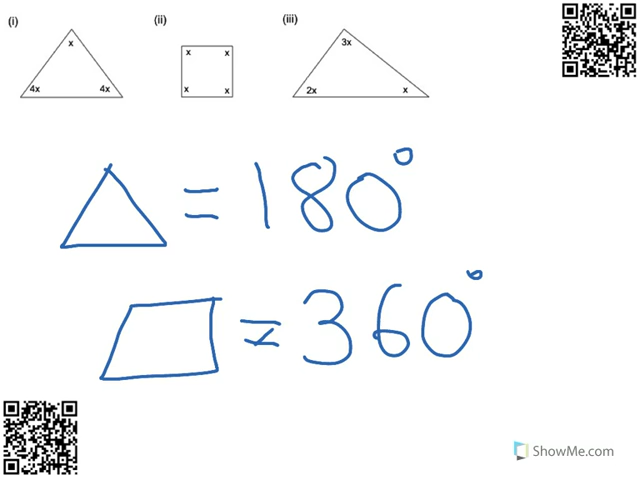 (i) (ii) (iii)
x x x 3x
4x 4x x x 2x x
= 180°
= 360°
ShowMe.com